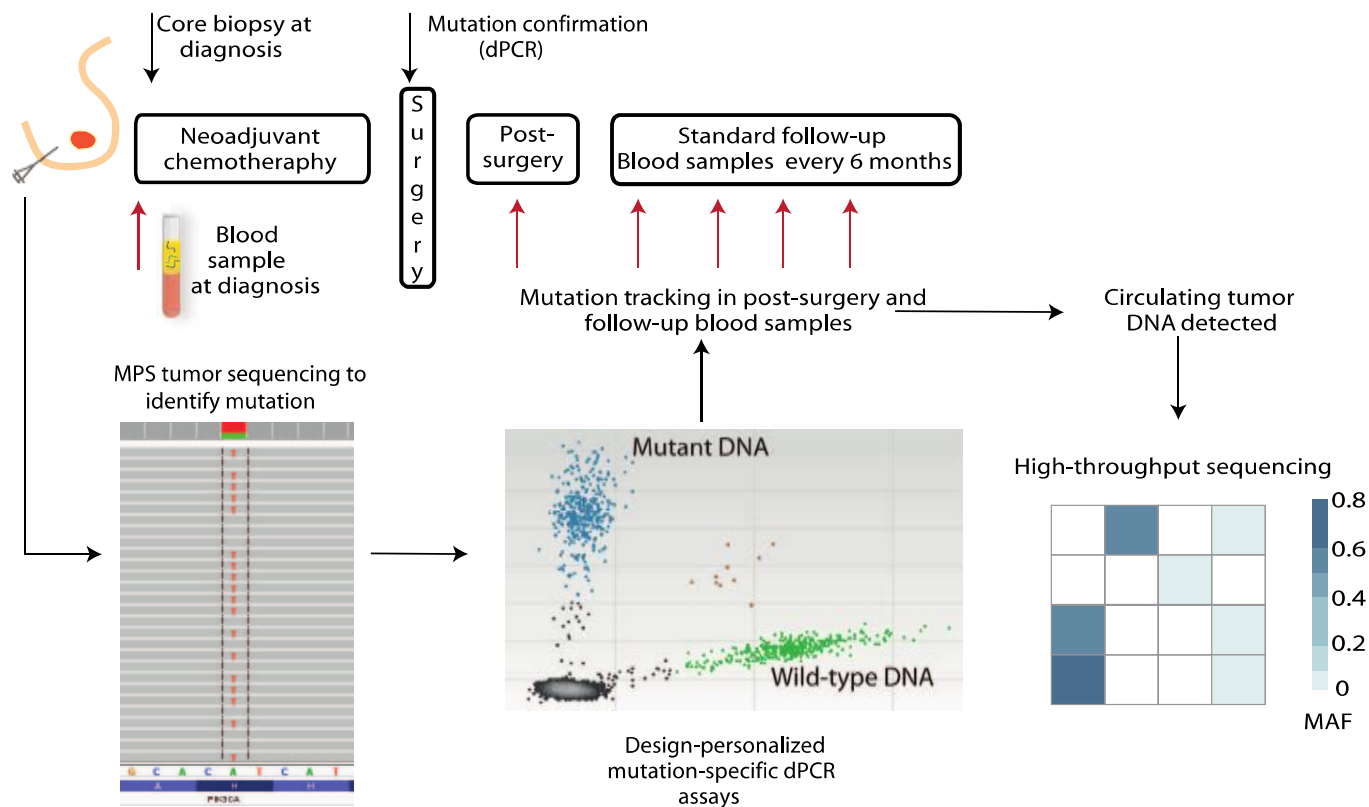 Core biopsy at
diagnosis
Mutation confirmation
(dPCR)
Neoadjuvant
chemotheraphy
S
u
r
g
e
r
y
Post-
surgery
Standard follow-up
Blood samples every 6 months
Blood
sample
at diagnosis
Mutation tracking in post-surgery and
follow-up blood samples
Circulating tumor
DNA detected
MPS tumor sequencing to
identify mutation
G C A C A T C A T
A H H
PIK3CA
Mutant DNA
Wild-type DNA
Design-personalized
mutation-specific dPCR
assays
High-throughput sequencing
0.8
0.6
0.4
0.2
0
MAF